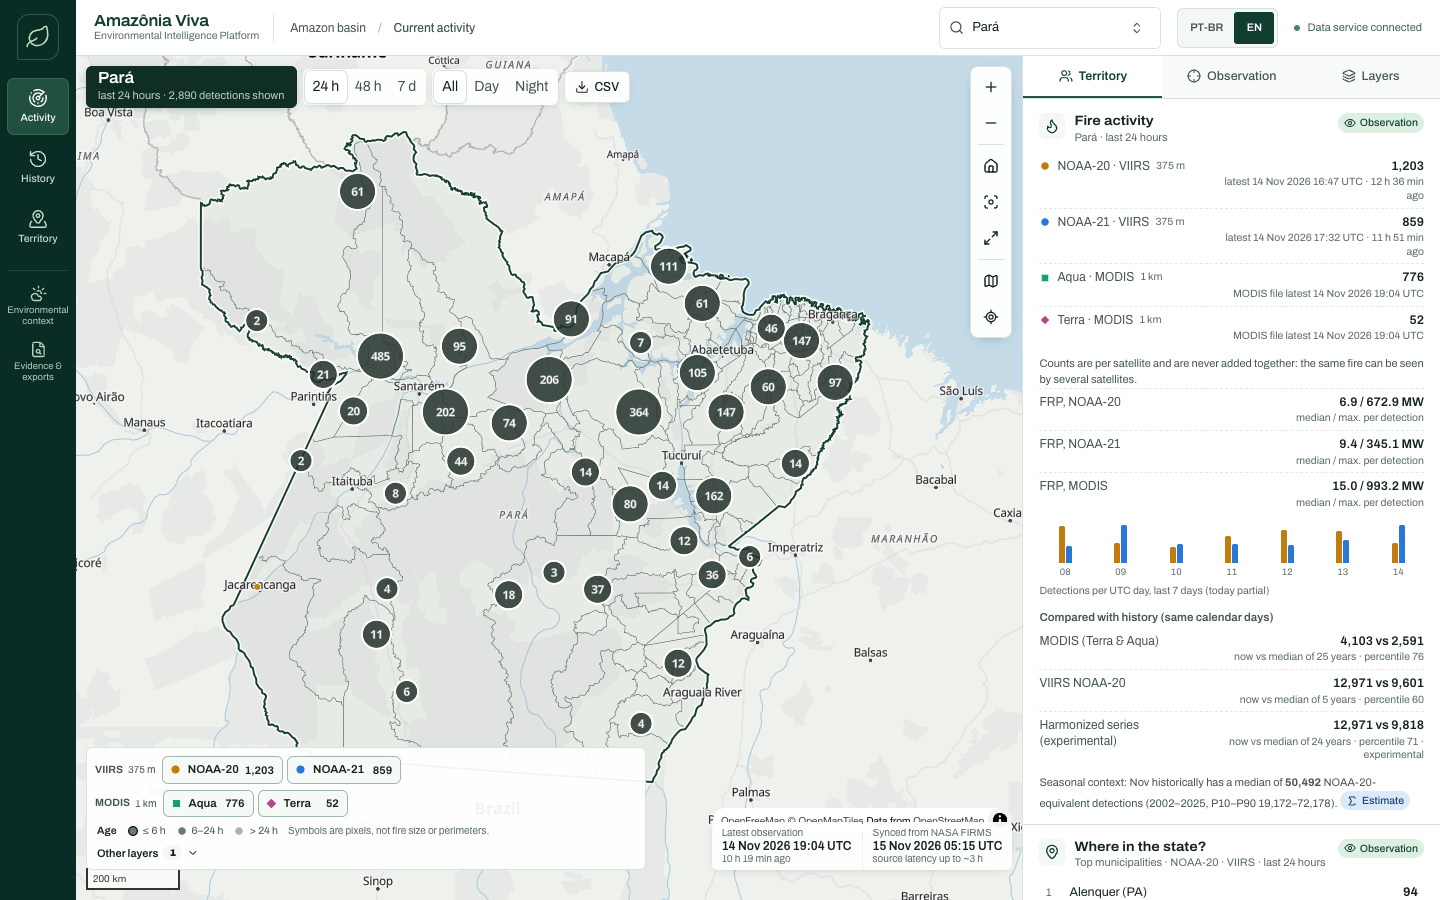 Amazônia Viva
Environmental Intelligence Platform
Amazon basin / Current activity
Pará
PT-BR EN
Data service connected
Activity
History
Territory
Environmental
context
Evidence &
exports
Pará
last 24 hours · 2,890 detections shown
24 h 48 h 7 d
All Day Night
CSV
Cottica
GUIANA
Boa Vista
Amapá
AMAPÁ
61
Macapá
111
61
2
91
46
Bragança
147
7
Abaetetuba
485
95
21
206
105
60
97
Santarém
Parintins
20
202
74
364
147
São Luís
Manaus
Itacoatiara
2
44
Tucuruí
14
14
14
Itaituba
8
80
162
Bacabal
PARÁ
12
MARANHÃO
6
Imperatriz
3
36
Jacareacanga
4
18
37
11
Araguaína
Balsas
12
6
Araguaia River
4
Palmas
Brazil
Sinop
Barreiras
VIIRS 375 m NOAA-20 1,203 NOAA-21 859
MODIS 1 km Aqua 776 Terra 52
Age ≤ 6 h 6–24 h > 24 h Symbols are pixels, not fire size or perimeters.
Other layers 1
200 km
OpenFreeMap © OpenMapTiles Data from OpenStreetMap
Latest observation
14 Nov 2026 19:04 UTC
10 h 19 min ago
Synced from NASA FIRMS
15 Nov 2026 05:15 UTC
source latency up to ~3 h
Territory Observation Layers
Fire activity
Observation
Pará · last 24 hours
NOAA-20 · VIIRS 375 m 1,203
latest 14 Nov 2026 16:47 UTC · 12 h 36 min
ago
NOAA-21 · VIIRS 375 m 859
latest 14 Nov 2026 17:32 UTC · 11 h 51 min
ago
Aqua · MODIS 1 km 776
MODIS file latest 14 Nov 2026 19:04 UTC
Terra · MODIS 1 km 52
MODIS file latest 14 Nov 2026 19:04 UTC
Counts are per satellite and are never added together: the same fire can be seen
by several satellites.
FRP, NOAA-20 6.9 / 672.9 MW
median / max. per detection
FRP, NOAA-21 9.4 / 345.1 MW
median / max. per detection
FRP, MODIS 15.0 / 993.2 MW
median / max. per detection
08 09 10 11 12 13 14
Detections per UTC day, last 7 days (today partial)
Compared with history (same calendar days)
MODIS (Terra & Aqua) 4,103 vs 2,591
now vs median of 25 years · percentile 76
VIIRS NOAA-20 12,971 vs 9,601
now vs median of 5 years · percentile 60
Harmonized series 12,971 vs 9,818
(experimental) now vs median of 24 years · percentile 71 ·
experimental
Seasonal context: Nov historically has a median of 50,492 NOAA-20-
equivalent detections (2002–2025, P10–P90 19,172–72,178). Estimate
Where in the state?
Observation
Top municipalities · NOAA-20 · VIIRS · last 24 hours
1 Alenquer (PA) 94